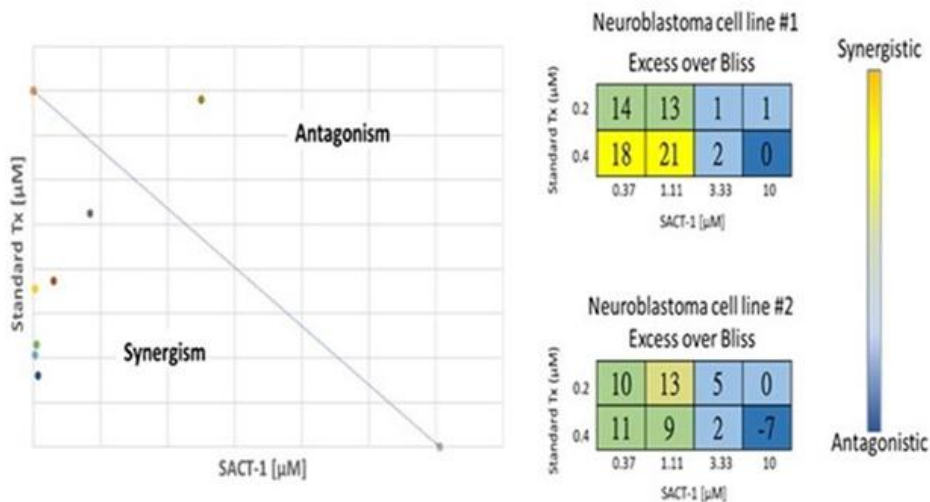 Standard Tx [µM]
Antagonism
Synergism
SACT-1 [µM]
Neuroblastoma cell line #1
Excess over Bliss
Standard Tx (µM)
0.2
14 13 1 1
0.4
18 21 2 0
0.37 1.11 3.33 10
SACT-1 [µM]
Neuroblastoma cell line #2
Excess over Bliss
Standard Tx (µM)
0.2
10 13 5 0
0.4
11 9 2 -7
0.37 1.11 3.33 10
SACT-1 [µM]
Synergistic
Antagonistic